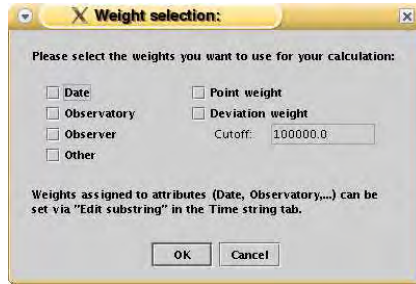 Weight selection:
Please select the weights you want to use for your calculation:
Date
Point weight
Observatory
Deviation weight
Observer
Cutoff:
100000.0
Other
Weights assigned to attributes (Date, Observatory,...) can be
set via "Edit substring" in the Time string tab.
OK
Cancel